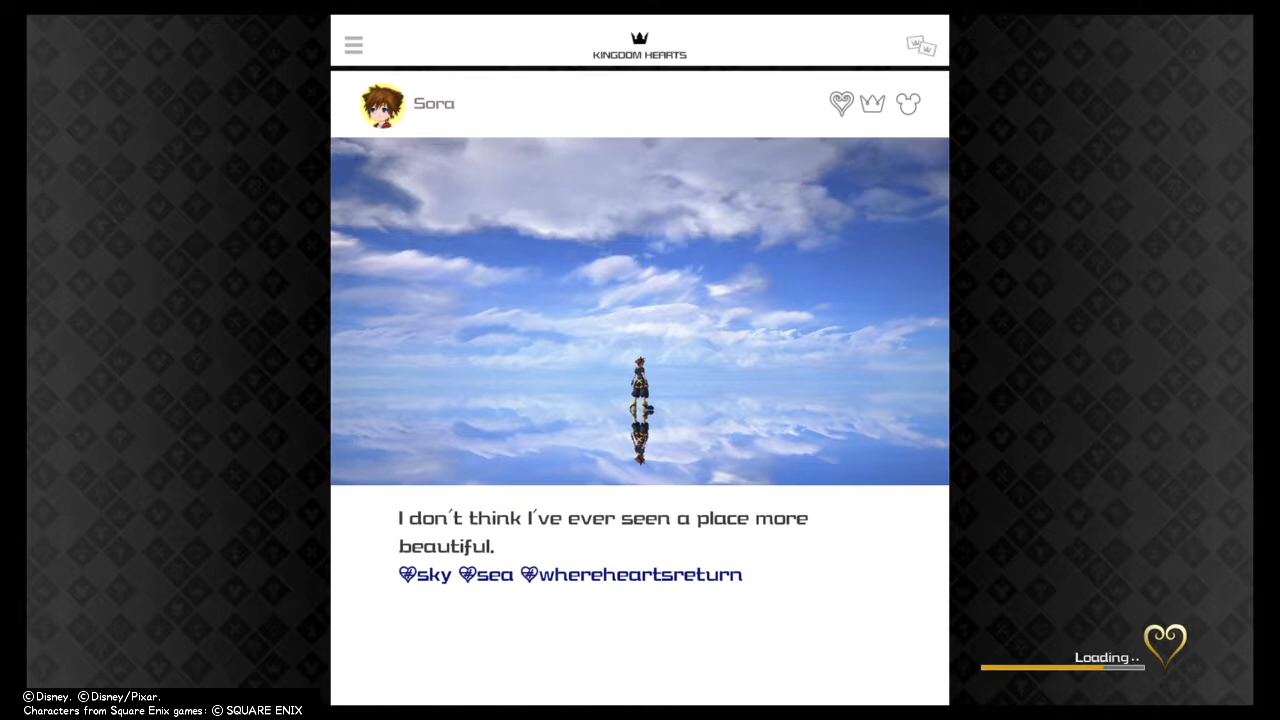 KINGDOM HEARTS
Sora
I don't think I've ever seen a place more
beautiful.
#sky #sea #whereheartsreturn
Loading..
©Disney. ©Disney/Pixar.
Characters from Square Enix games: © SQUARE ENIX